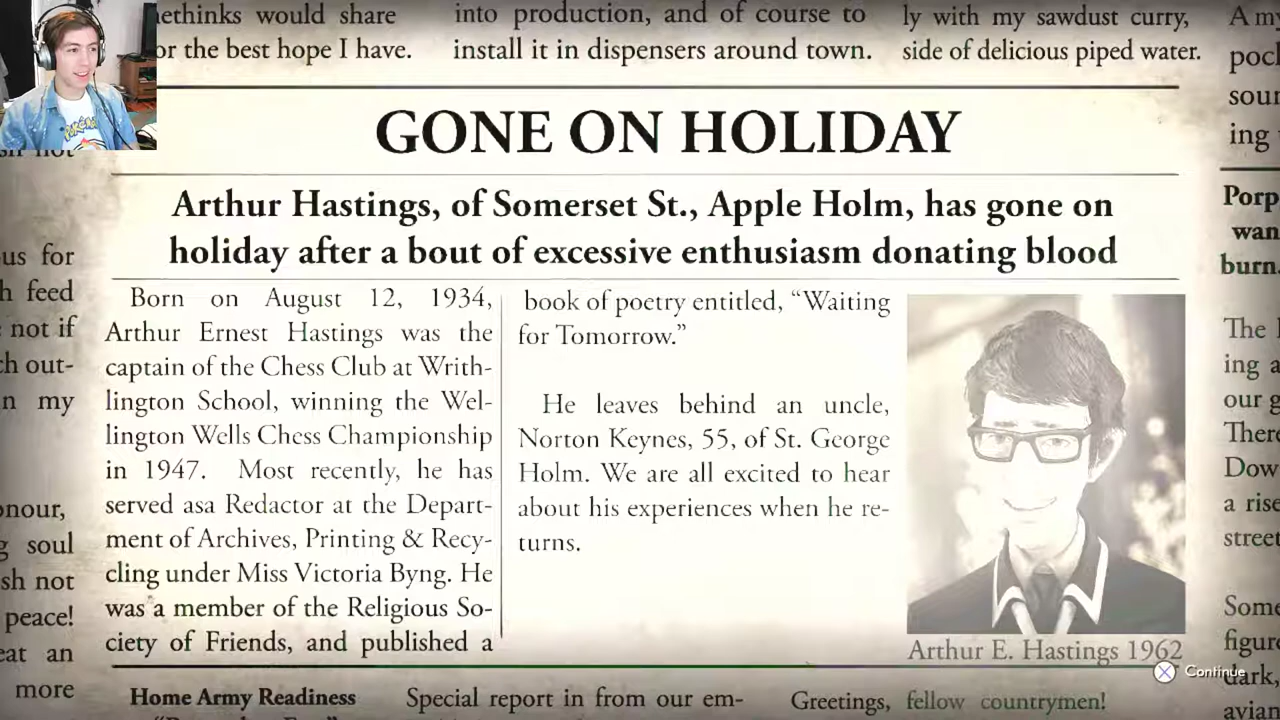 nethinks would share
or the best hope I have.
into production, and of course to
install it in dispensers around town.
ly with my sawdust curry,
side of delicious piped water.
A my
pock
soun
ing
GONE ON HOLIDAY
Arthur Hastings, of Somerset St., Apple Holm, has gone on
holiday after a bout of excessive enthusiasm donating blood
us for
h feed
not if
ch out-
n my
onour,
g soul
sh not
peace!
eat an
more
Born on August 12, 1934,
Arthur Ernest Hastings was the
captain of the Chess Club at Writh-
lington School, winning the Wel-
lington Wells Chess Championship
in 1947. Most recently, he has
served asa Redactor at the Depart-
ment of Archives, Printing & Recy-
cling under Miss Victoria Byng. He
was a member of the Religious So-
ciety of Friends, and published a
book of poetry entitled, “Waiting
for Tomorrow.”
He leaves behind an uncle,
Norton Keynes, 55, of St. George
Holm. We are all excited to hear
about his experiences when he re-
turns.
Arthur E. Hastings 1962
Continue
Porp
wan
burn.
The
ing a
our g
There
Dow
a rise
street
Some
figure
dark,
avian
Home Army Readiness
Special report in from our em-
Greetings, fellow countrymen!